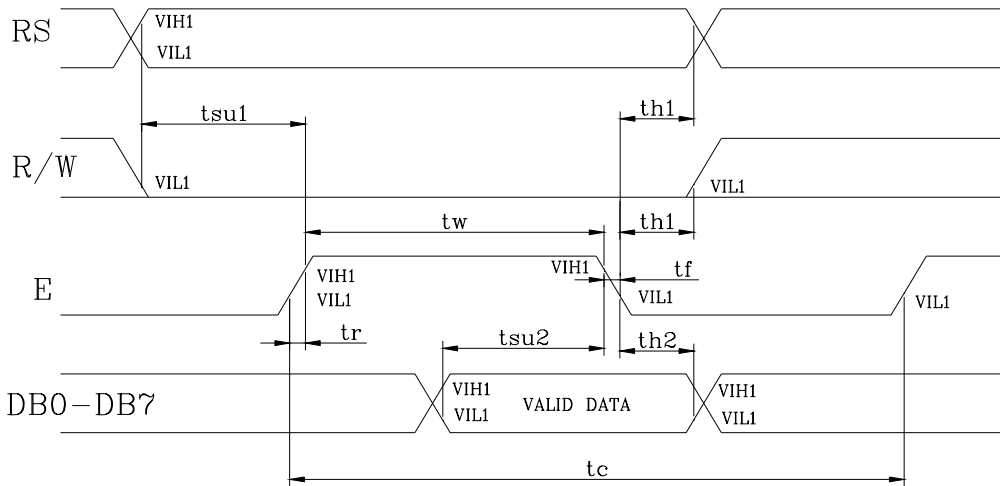 RS
VIH1
VIL1
tsu1
th1
R/W
VIL1
VIL1
tw
th1
E
VIH1
VIL1
VIH1
tf
VIL1
VIL1
tr
tsu2
th2
DB0-DB7
VIH1
VIL1
VALID DATA
VIH1
VIL1
tc